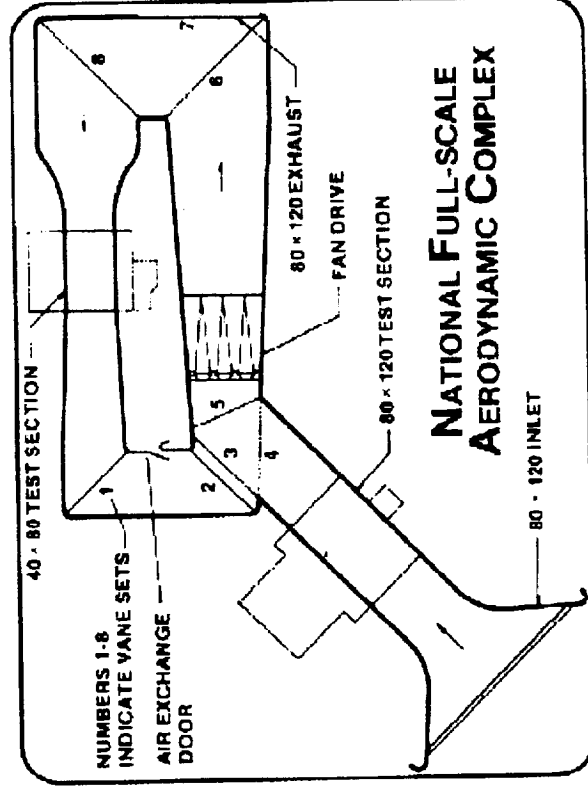 40 × 80 TEST SECTION
NUMBERS 1-8
INDICATE VANE SETS
AIR EXCHANGE
DOOR
1
8
7
2
6
5
3
4
80 × 120 EXHAUST
FAN DRIVE
80 × 120 TEST SECTION
NATIONAL FULL-SCALE
AERODYNAMIC COMPLEX
80 × 120 INLET